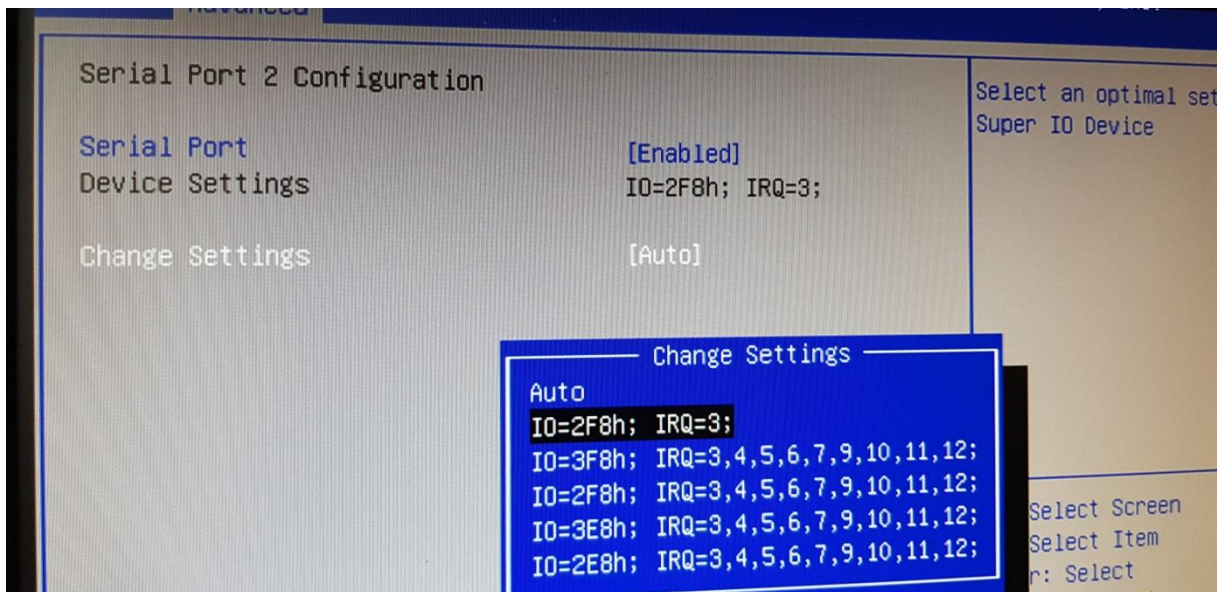 Advanced
Serial Port 2 Configuration
Serial Port [Enabled]
Device Settings IO=2F8h; IRQ=3;
Change Settings [Auto]
Select an optimal set
Super IO Device
Change Settings
Auto
IO=2F8h; IRQ=3;
IO=3F8h; IRQ=3,4,5,6,7,9,10,11,12;
IO=2F8h; IRQ=3,4,5,6,7,9,10,11,12;
IO=3E8h; IRQ=3,4,5,6,7,9,10,11,12;
IO=2E8h; IRQ=3,4,5,6,7,9,10,11,12;
Select Screen
Select Item
r: Select